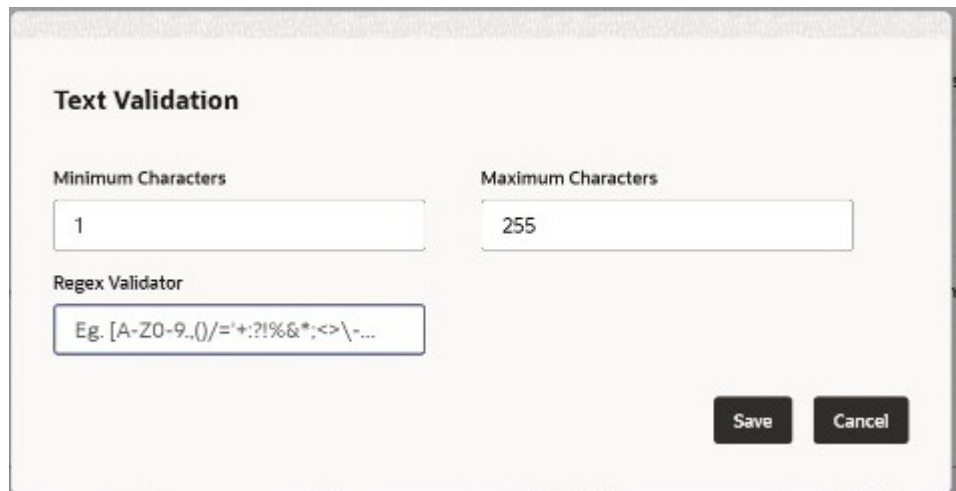 Text Validation
Minimum Characters
Maximum Characters
1
255
Regex Validator
Eg. [A-Z0-9.,()/='+:?!%&*;<>\-...
Save
Cancel